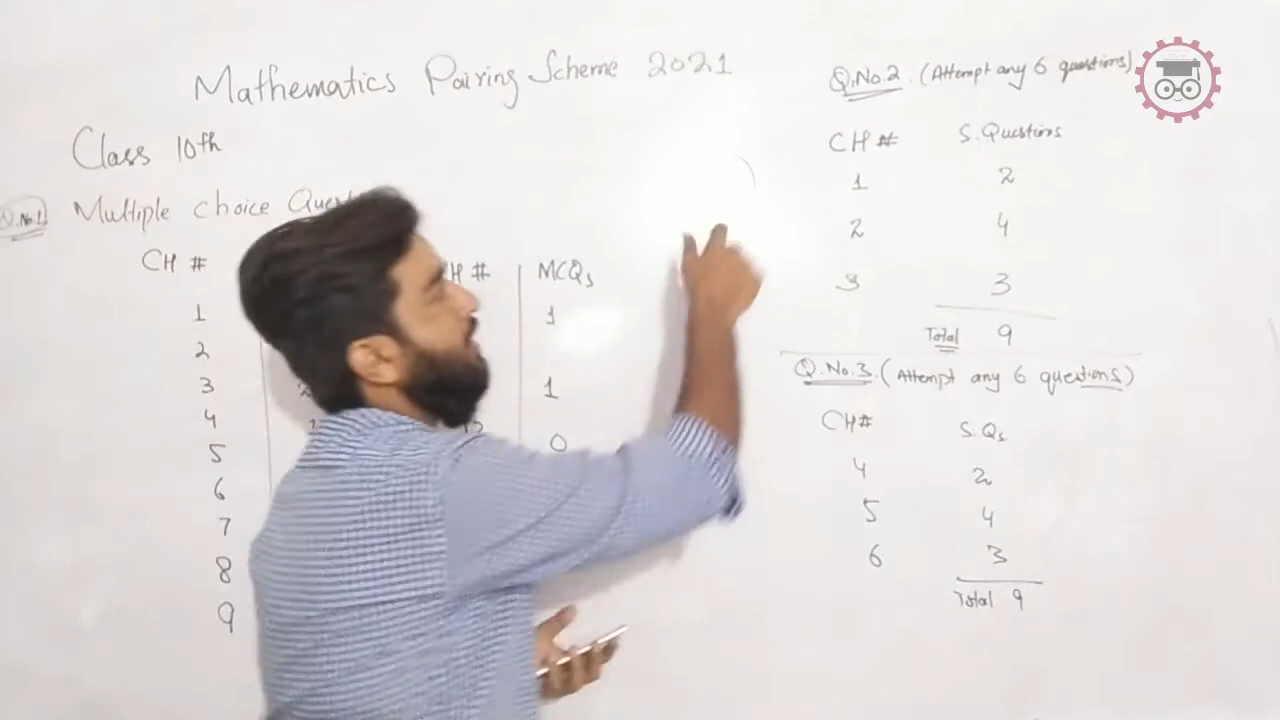 Mathematics Pairing Scheme 2021
Class 10th
Q.No.1 Multiple choice
CH #
1
2
3
4
5
6
7
8
9
H # MCQs
1
1
0
Q.No.2 (Attempt any 6 questions)
CH # S.Questions
1 2
2 4
3 3
Total 9
Q.No.3. (Attempt any 6 questions)
CH# S.Qs
4 2
5 4
6 3
Total 9